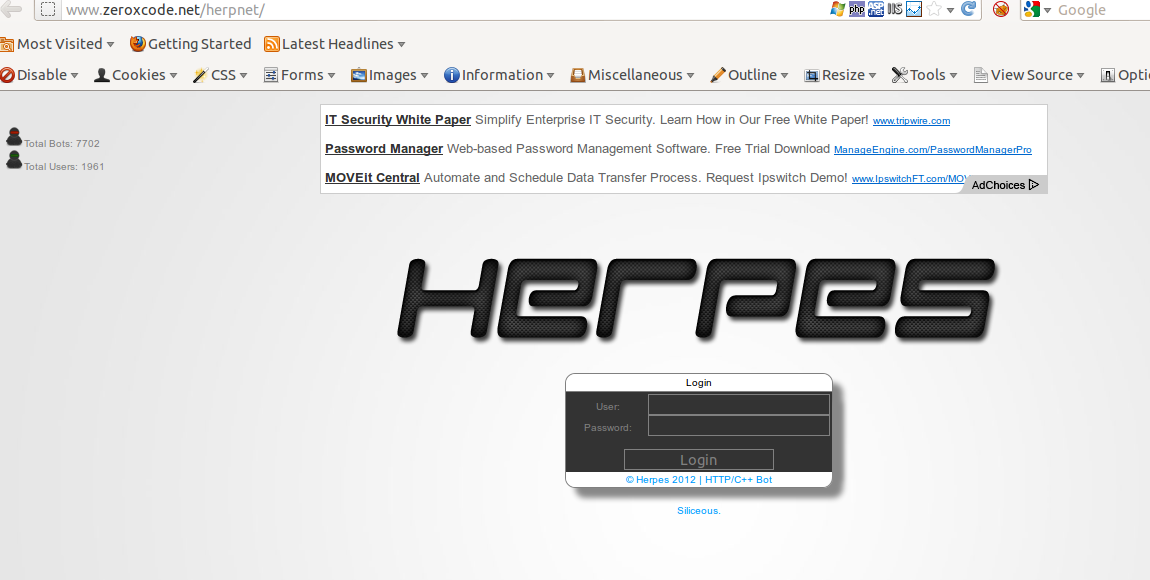 www.zeroxcode.net/herpnet/ php ASP .net IIS Google
Most Visited Getting Started Latest Headlines
Disable Cookies CSS Forms Images Information Miscellaneous Outline Resize Tools View Source
IT Security White Paper Simplify Enterprise IT Security. Learn How in Our Free White Paper! www.tripwire.com
Total Bots: 7702
Password Manager Web-based Password Management Software. Free Trial Download ManageEngine.com/PasswordManagerPro
Total Users: 1961
MOVEit Central Automate and Schedule Data Transfer Process. Request Ipswitch Demo! www.IpswitchFT.com/MOV
AdChoices
Herpes
Login
User:
Password:
Login
© Herpes 2012 | HTTP/C++ Bot
Siliceous.